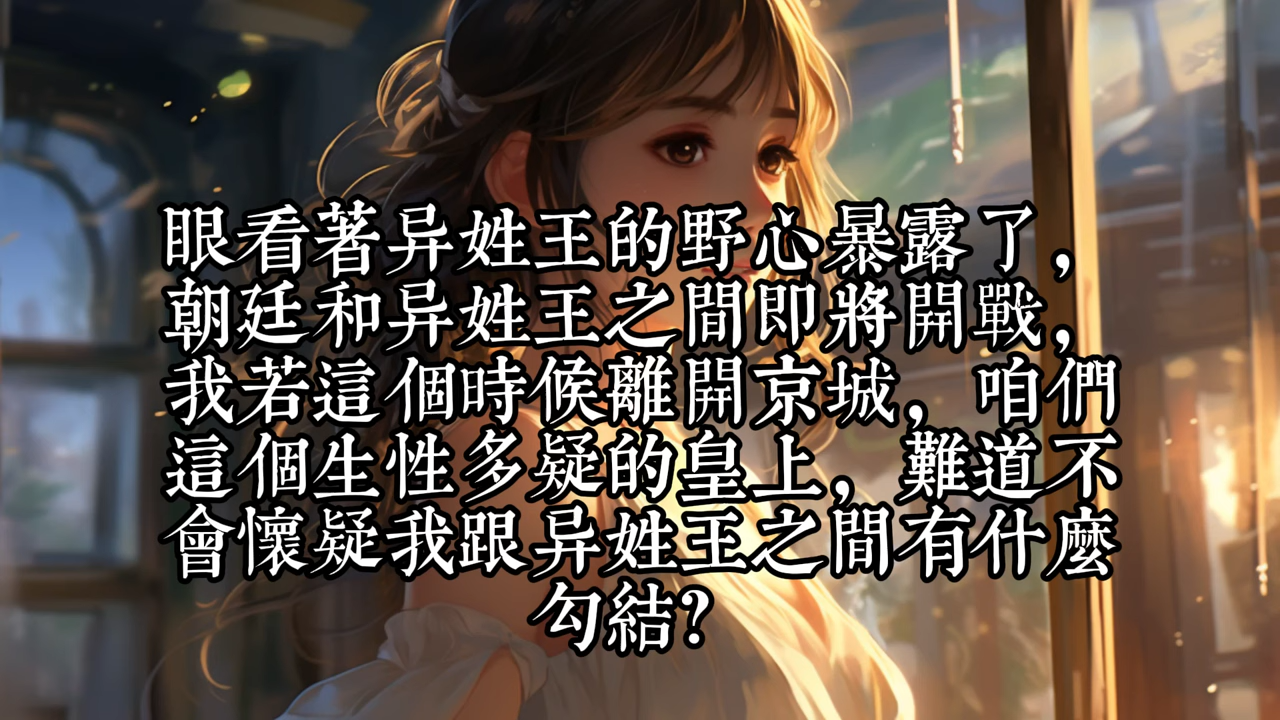 眼看著异姓王的野心暴露了，
朝廷和异姓王之間即將開戰，
我若這個時候離開京城，咱們
這個生性多疑的皇上，難道不
會懷疑我跟异姓王之間有什麼
勾結？